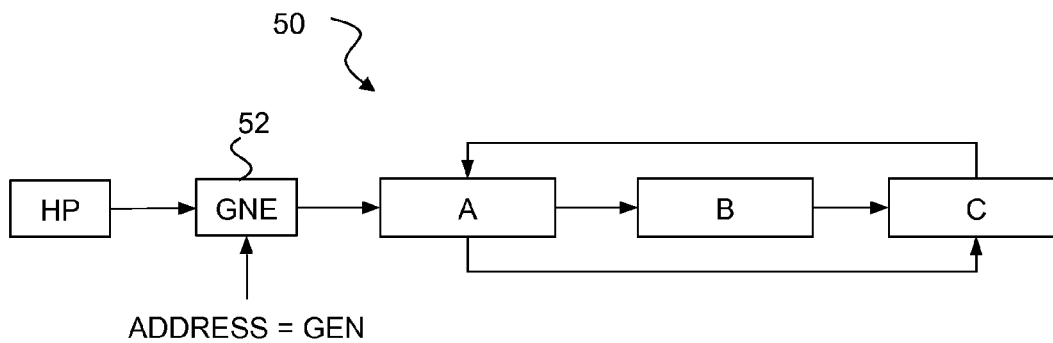 50
52
HP
GNE
A
B
C
ADDRESS = GEN